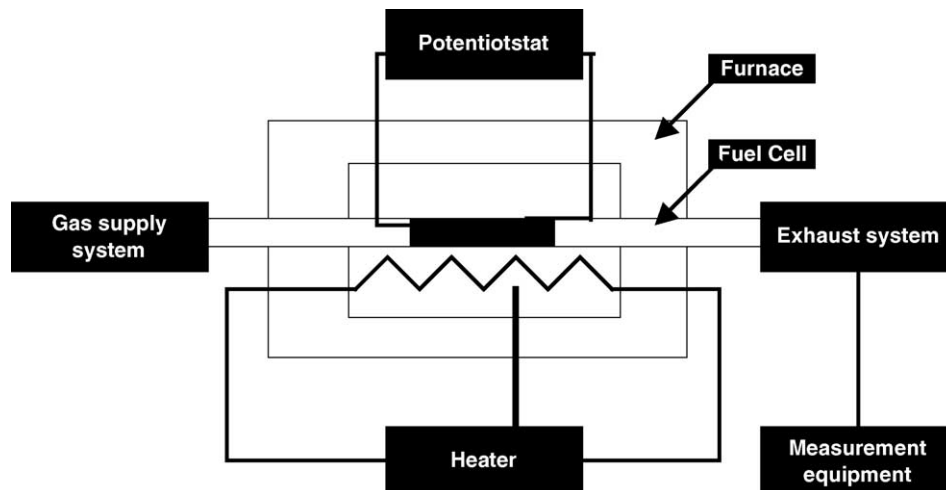 Potentiotstat
Furnace
Fuel Cell
Gas supply
system
Exhaust system
Heater
Measurement
equipment